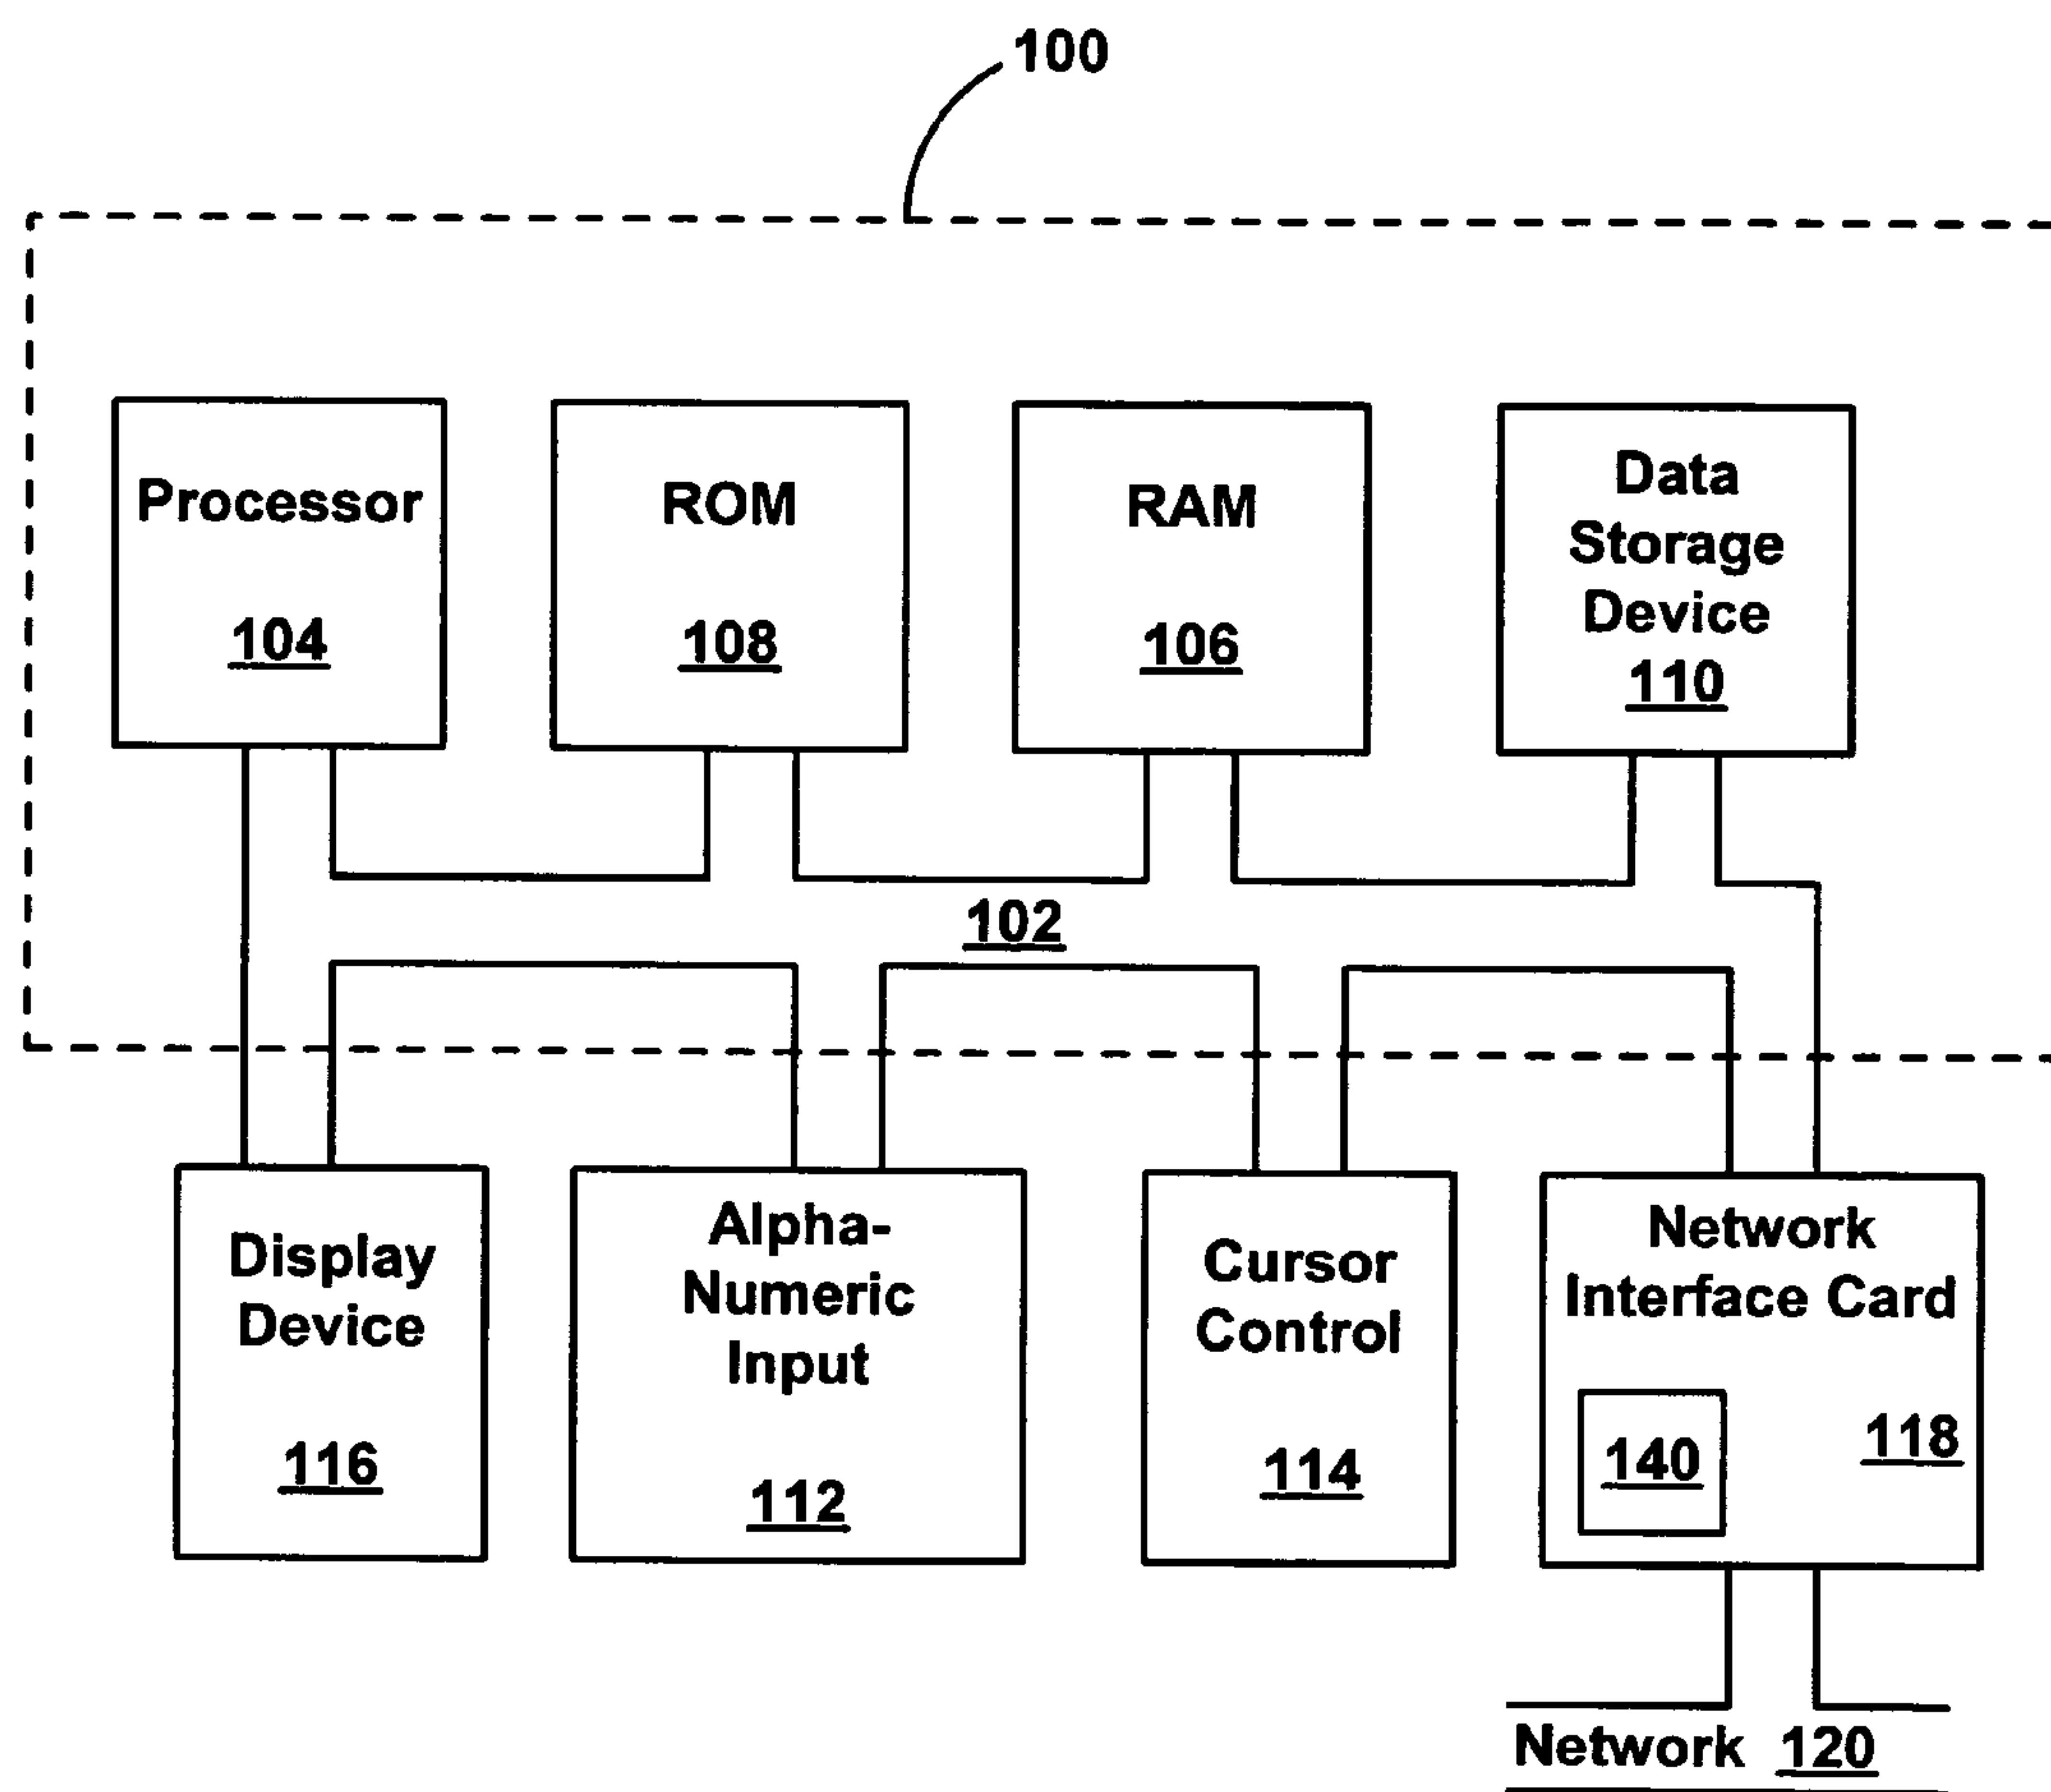 100
Processor
104
ROM
108
RAM
106
Data
Storage
Device
110
102
Display
Device
116
Alpha-
Numeric
Input
112
Cursor
Control
114
Network
Interface Card
118
140
Network 120